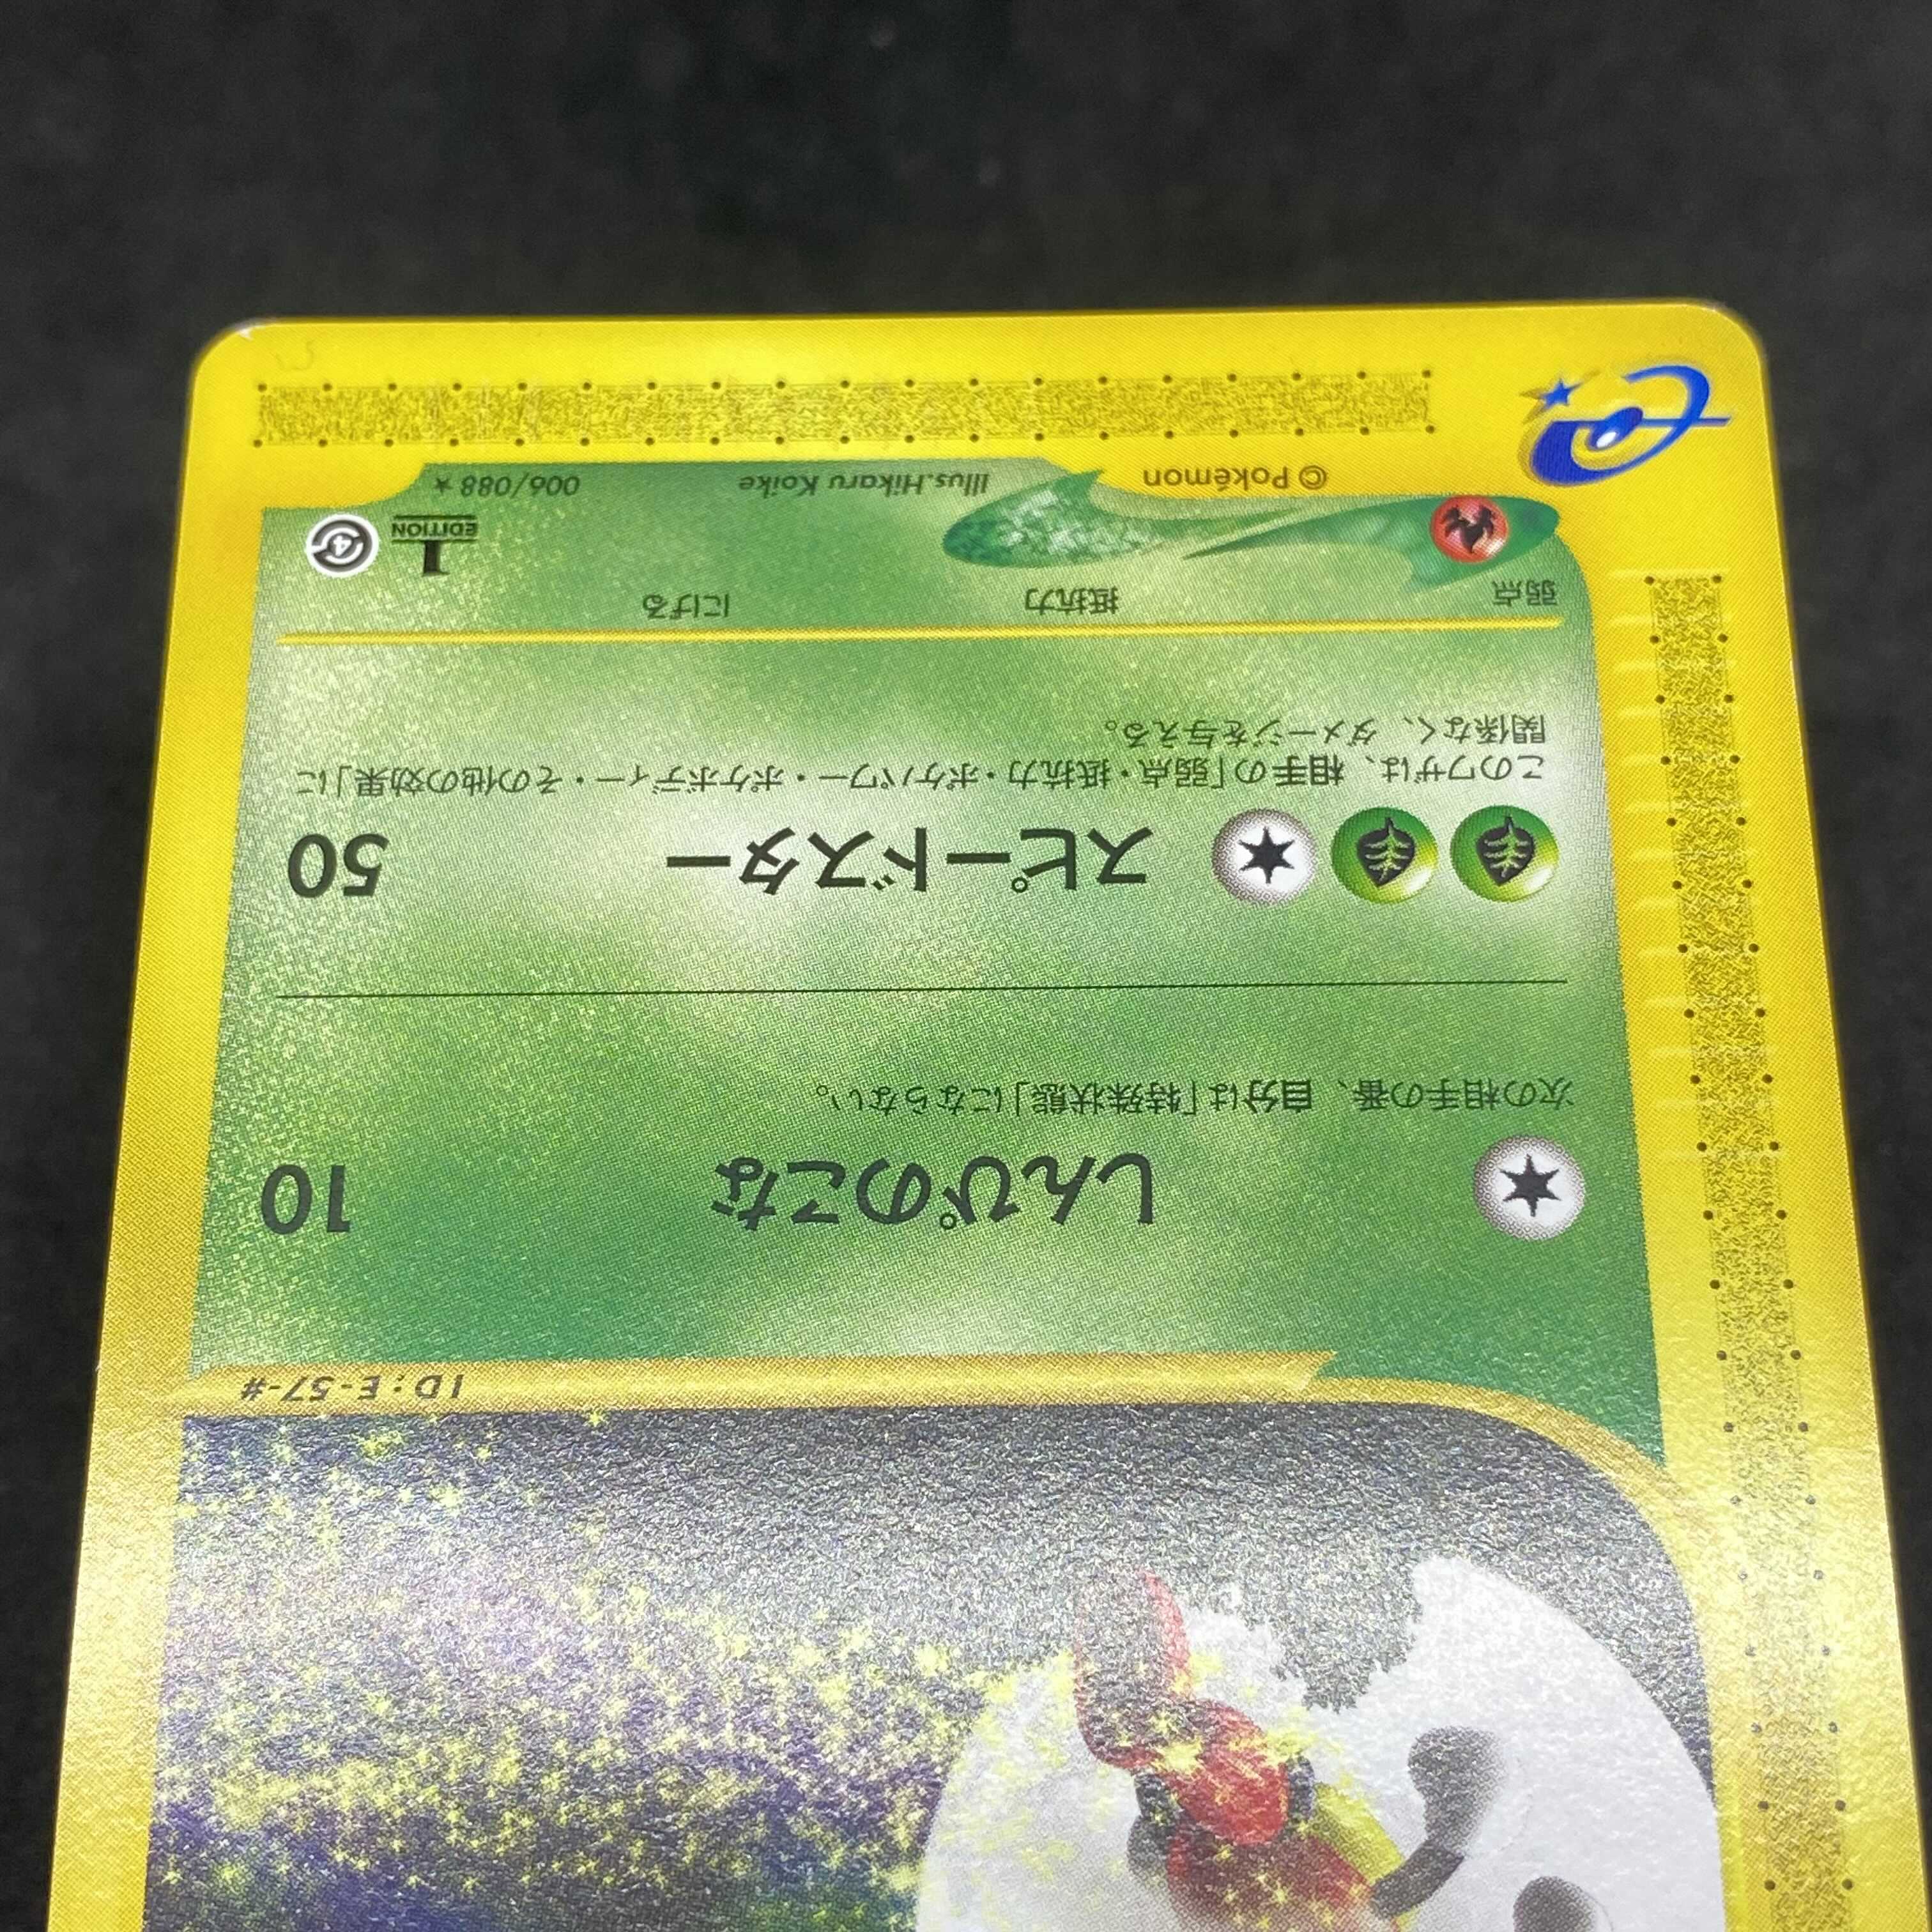 ID:E-57-#
しんぴのこな 10
次の相手の番、自分は「特殊状態」にならない。
スピードスター 50
このワザは、相手の「弱点・抵抗力・ポケパワー・ポケボディー・その他の効果」に
関係なく、ダメージを与える。
弱点 抵抗力 にげる
1 EDITION
4
© Pokémon Illus.Hikaru Koike 006/088 ★
e